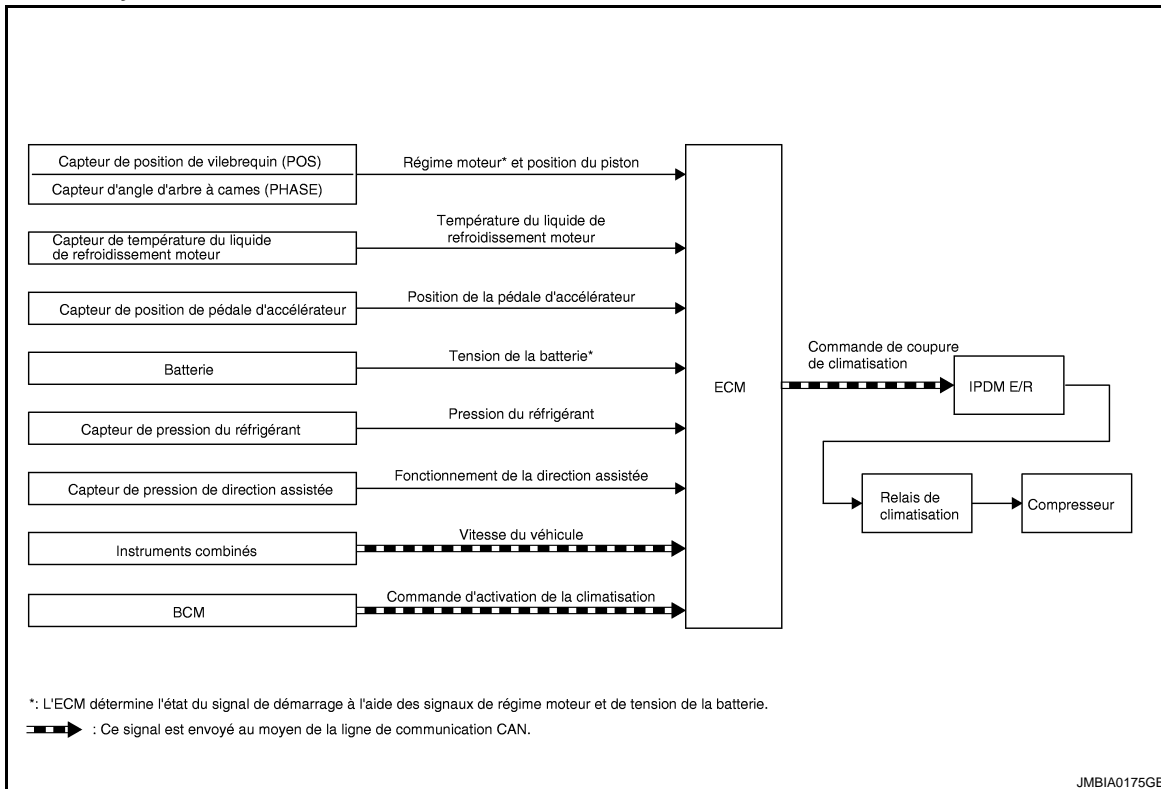 Capteur de position de vilebrequin (POS)
Capteur d'angle d'arbre à cames (PHASE)
Régime moteur* et position du piston
Capteur de température du liquide
de refroidissement moteur
Température du liquide de
refroidissement moteur
Capteur de position de pédale d'accélérateur
Position de la pédale d'accélérateur
Batterie
Tension de la batterie*
Capteur de pression du réfrigérant
Pression du réfrigérant
Capteur de pression de direction assistée
Fonctionnement de la direction assistée
Instruments combinés
Vitesse du véhicule
BCM
Commande d'activation de la climatisation
ECM
Commande de coupure
de climatisation
IPDM E/R
Relais de
climatisation
Compresseur
*: L'ECM détermine l'état du signal de démarrage à l'aide des signaux de régime moteur et de tension de la batterie.
: Ce signal est envoyé au moyen de la ligne de communication CAN.